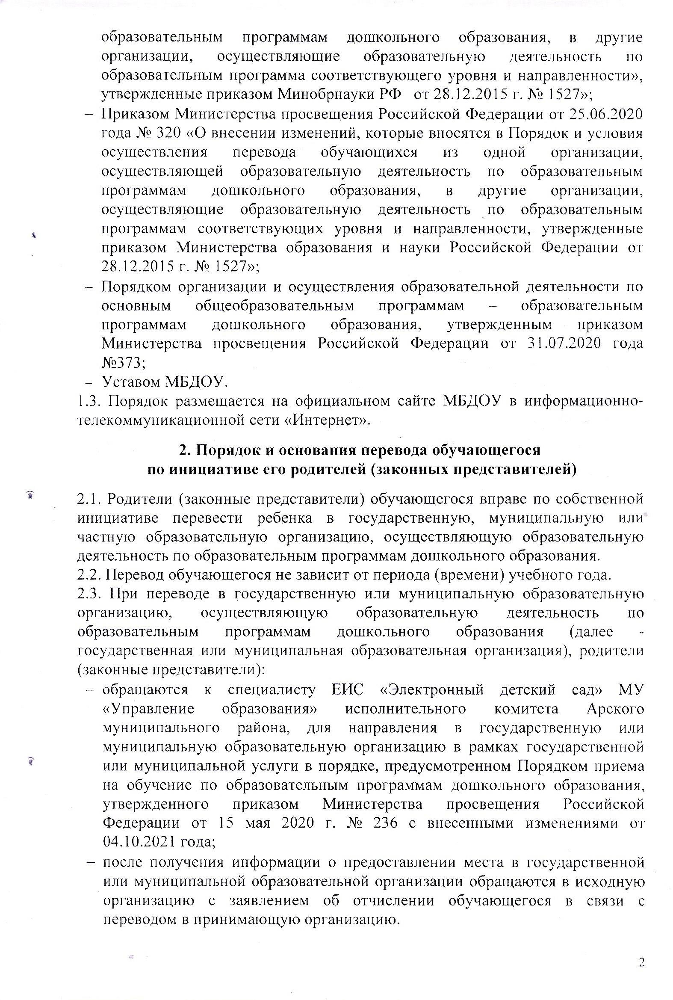 образовательным программам дошкольного образования, в другие
организации, осуществляющие образовательную деятельность по
образовательным программа соответствующего уровня и направленности»,
утвержденные приказом Минобрнауки РФ от 28.12.2015 г. № 1527»;
– Приказом Министерства просвещения Российской Федерации от 25.06.2020
года № 320 «О внесении изменений, которые вносятся в Порядок и условия
осуществления перевода обучающихся из одной организации,
осуществляющей образовательную деятельность по образовательным
программам дошкольного образования, в другие организации,
осуществляющие образовательную деятельность по образовательным
программам соответствующих уровня и направленности, утвержденные
приказом Министерства образования и науки Российской Федерации от
28.12.2015 г. № 1527»;
– Порядком организации и осуществления образовательной деятельности по
основным общеобразовательным программам – образовательным
программам дошкольного образования, утвержденным приказом
Министерства просвещения Российской Федерации от 31.07.2020 года
№373;
– Уставом МБДОУ.
1.3. Порядок размещается на официальном сайте МБДОУ в информационно-
телекоммуникационной сети «Интернет».
2. Порядок и основания перевода обучающегося
по инициативе его родителей (законных представителей)
2.1. Родители (законные представители) обучающегося вправе по собственной
инициативе перевести ребенка в государственную, муниципальную или
частную образовательную организацию, осуществляющую образовательную
деятельность по образовательным программам дошкольного образования.
2.2. Перевод обучающегося не зависит от периода (времени) учебного года.
2.3. При переводе в государственную или муниципальную образовательную
организацию, осуществляющую образовательную деятельность по
образовательным программам дошкольного образования (далее -
государственная или муниципальная образовательная организация), родители
(законные представители):
– обращаются к специалисту ЕИС «Электронный детский сад» МУ
«Управление образования» исполнительного комитета Арского
муниципального района, для направления в государственную или
муниципальную образовательную организацию в рамках государственной
или муниципальной услуги в порядке, предусмотренном Порядком приема
на обучение по образовательным программам дошкольного образования,
утвержденного приказом Министерства просвещения Российской
Федерации от 15 мая 2020 г. № 236 с внесенными изменениями от
04.10.2021 года;
– после получения информации о предоставлении места в государственной
или муниципальной образовательной организации обращаются в исходную
организацию с заявлением об отчислении обучающегося в связи с
переводом в принимающую организацию.
2